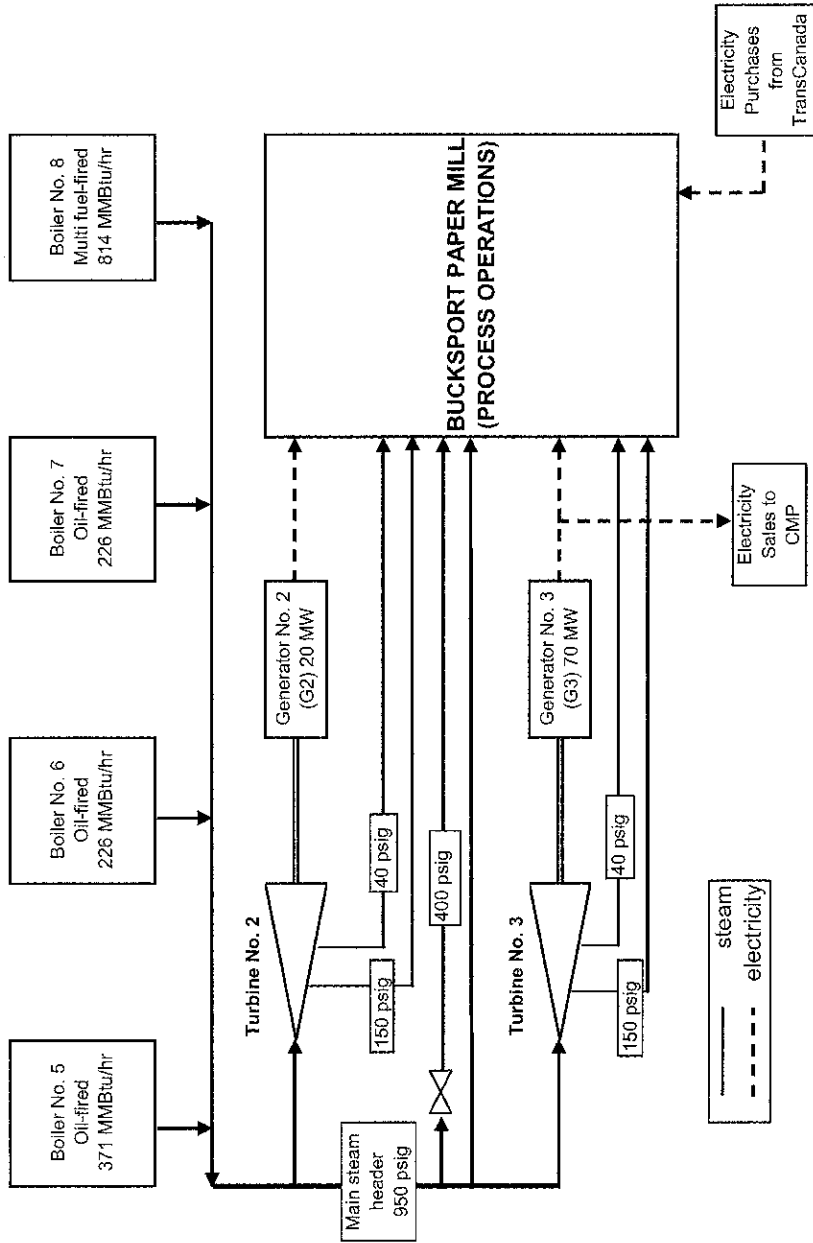 Boiler No. 5
Oil-fired
371 MMBtu/hr
Boiler No. 6
Oil-fired
226 MMBtu/hr
Boiler No. 7
Oil-fired
226 MMBtu/hr
Boiler No. 8
Multi fuel-fired
814 MMBtu/hr
Main steam
header
950 psig
Turbine No. 2
150 psig
40 psig
Generator No. 2
(G2) 20 MW
400 psig
Turbine No. 3
150 psig
40 psig
Generator No. 3
(G3) 70 MW
BUCKSPORT PAPER MILL
(PROCESS OPERATIONS)
Electricity
Sales to
CMP
Electricity
Purchases
from
TransCanada
steam
electricity